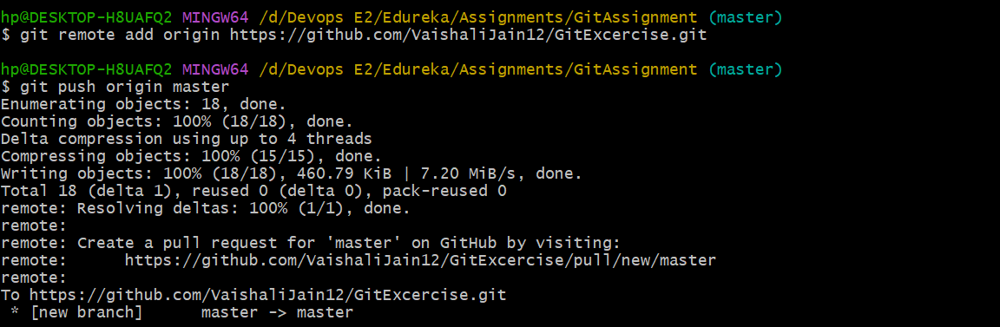 hp@DESKTOP-H8UAFQ2 MINGW64 /d/Devops E2/Edureka/Assignments/GitAssignment (master)
$ git remote add origin https://github.com/VaishaliJain12/GitExcercise.git
hp@DESKTOP-H8UAFQ2 MINGW64 /d/Devops E2/Edureka/Assignments/GitAssignment (master)
$ git push origin master
Enumerating objects: 18, done.
Counting objects: 100% (18/18), done.
Delta compression using up to 4 threads
Compressing objects: 100% (15/15), done.
Writing objects: 100% (18/18), 460.79 KiB | 7.20 MiB/s, done.
Total 18 (delta 1), reused 0 (delta 0), pack-reused 0
remote: Resolving deltas: 100% (1/1), done.
remote:
remote: Create a pull request for 'master' on GitHub by visiting:
remote:      https://github.com/VaishaliJain12/GitExcercise/pull/new/master
remote:
To https://github.com/VaishaliJain12/GitExcercise.git
 * [new branch]      master -> master